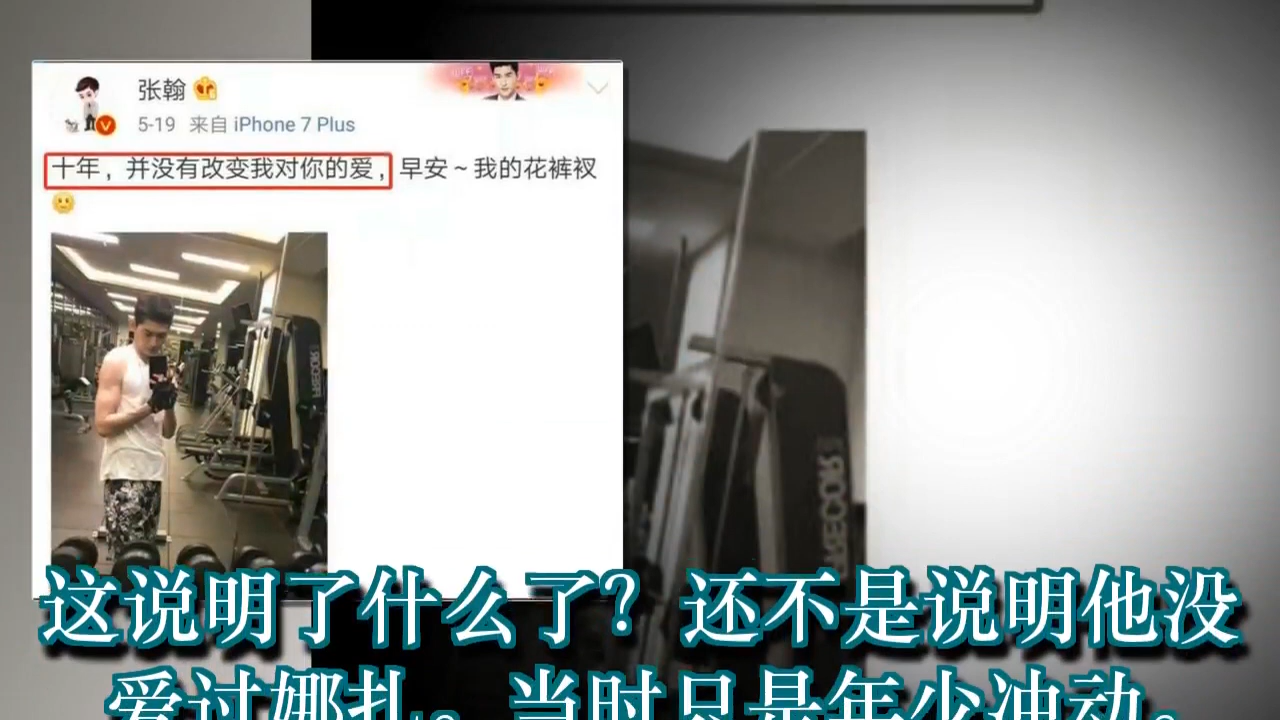 张翰
5-19 来自 iPhone 7 Plus
十年，并没有改变我对你的爱，早安～我的花裤衩
这说明了什么了？还不是说明他没
爱过娜扎。当时只是年少冲动。